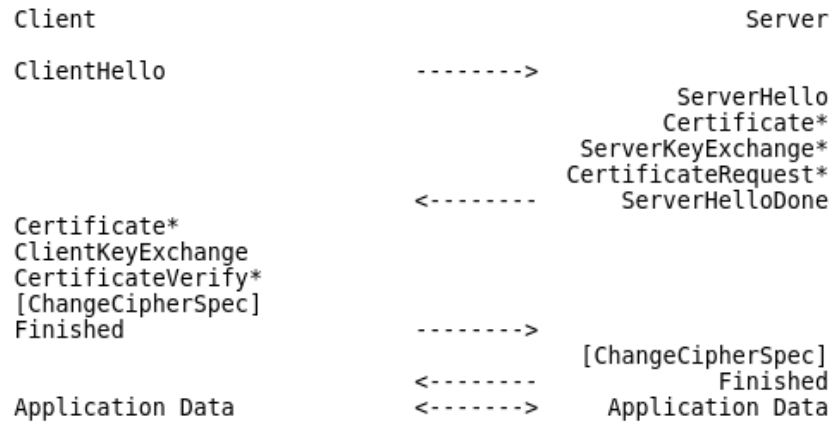 Client Server
ClientHello -------->
ServerHello
Certificate*
ServerKeyExchange*
CertificateRequest*
<-------- ServerHelloDone
Certificate*
ClientKeyExchange
CertificateVerify*
[ChangeCipherSpec]
Finished -------->
[ChangeCipherSpec]
<-------- Finished
Application Data <-------> Application Data